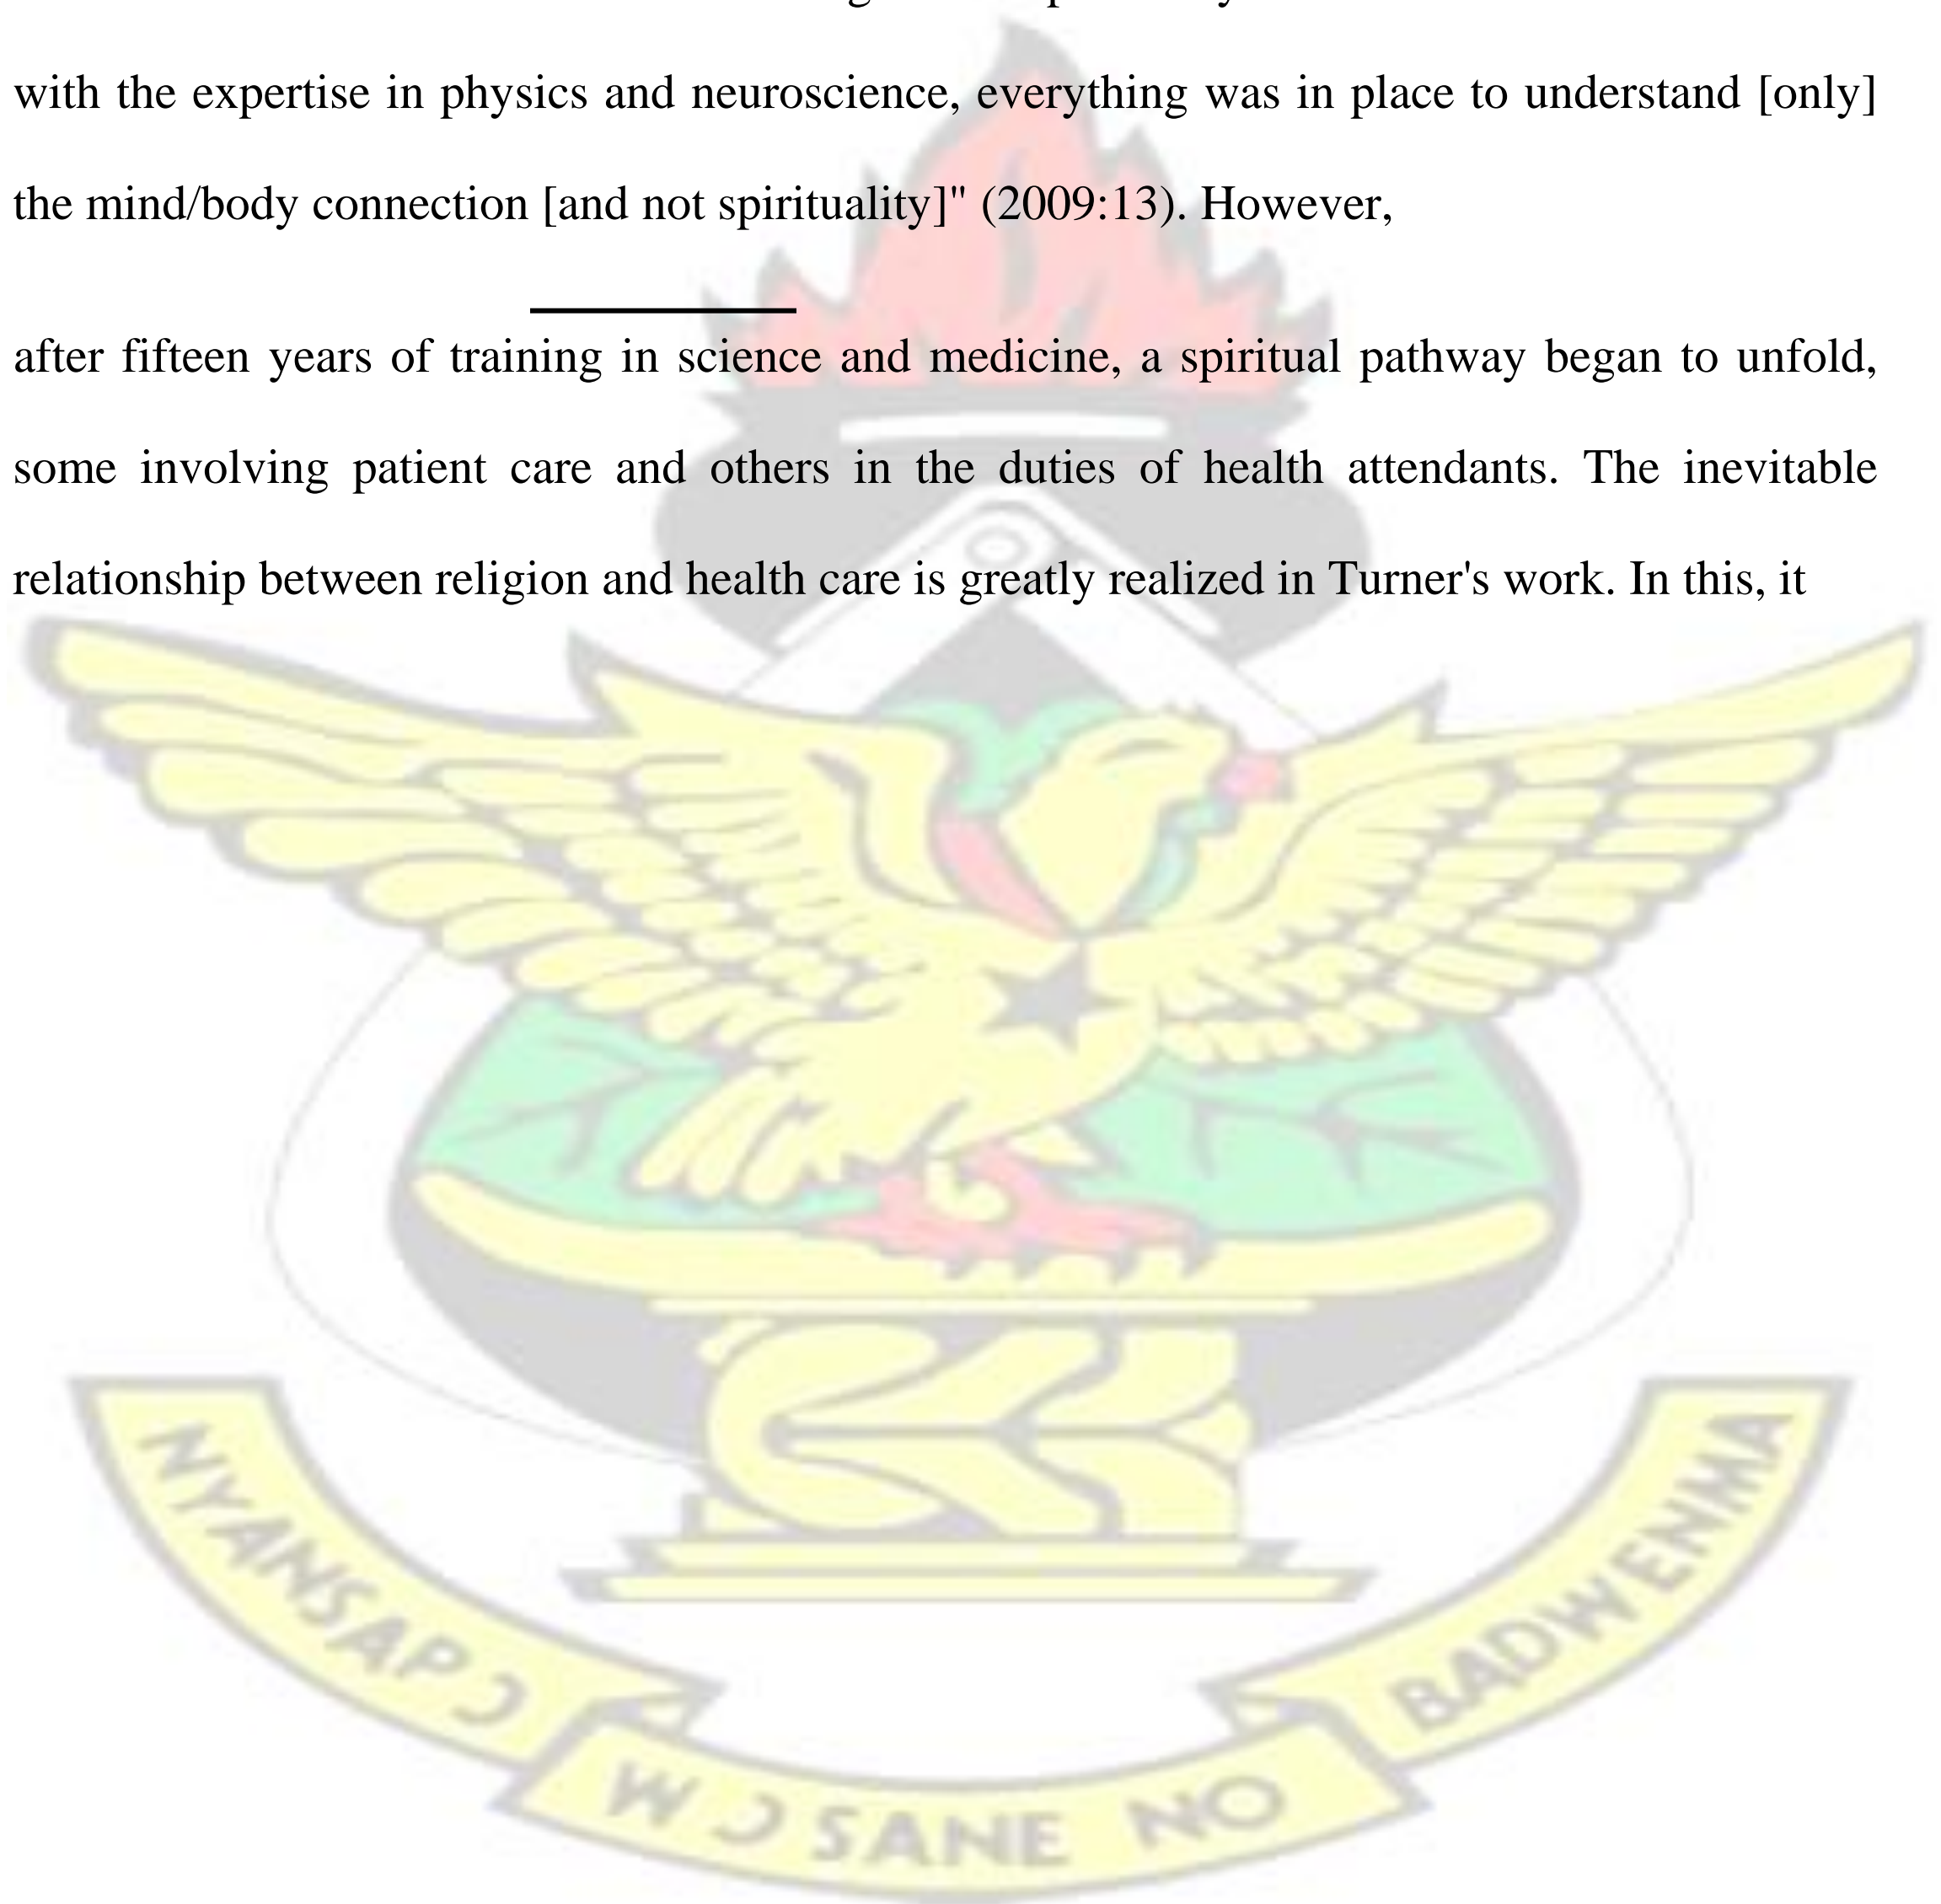 with the expertise in physics and neuroscience, everything was in place to understand [only]
the mind/body connection [and not spirituality]" (2009:13). However,
after fifteen years of training in science and medicine, a spiritual pathway began to unfold,
some involving patient care and others in the duties of health attendants. The inevitable
relationship between religion and health care is greatly realized in Turner's work. In this, it
NYANSAPƆ
WƆSANE NO
BADWENMA